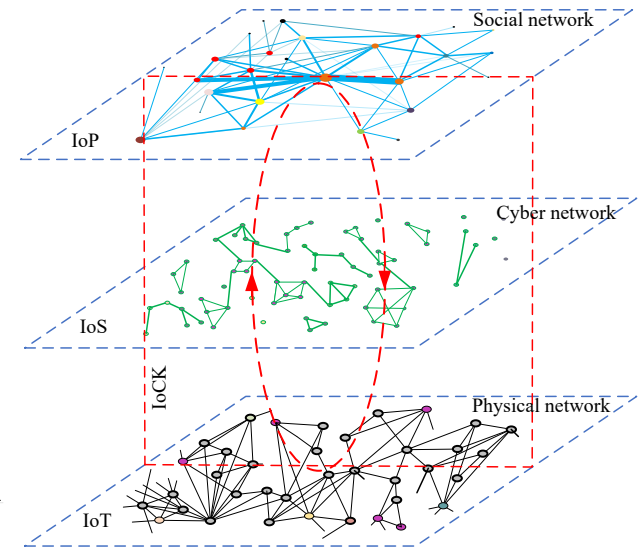 Social network
IoP
Cyber network
IoS
IoCK
Physical network
IoT